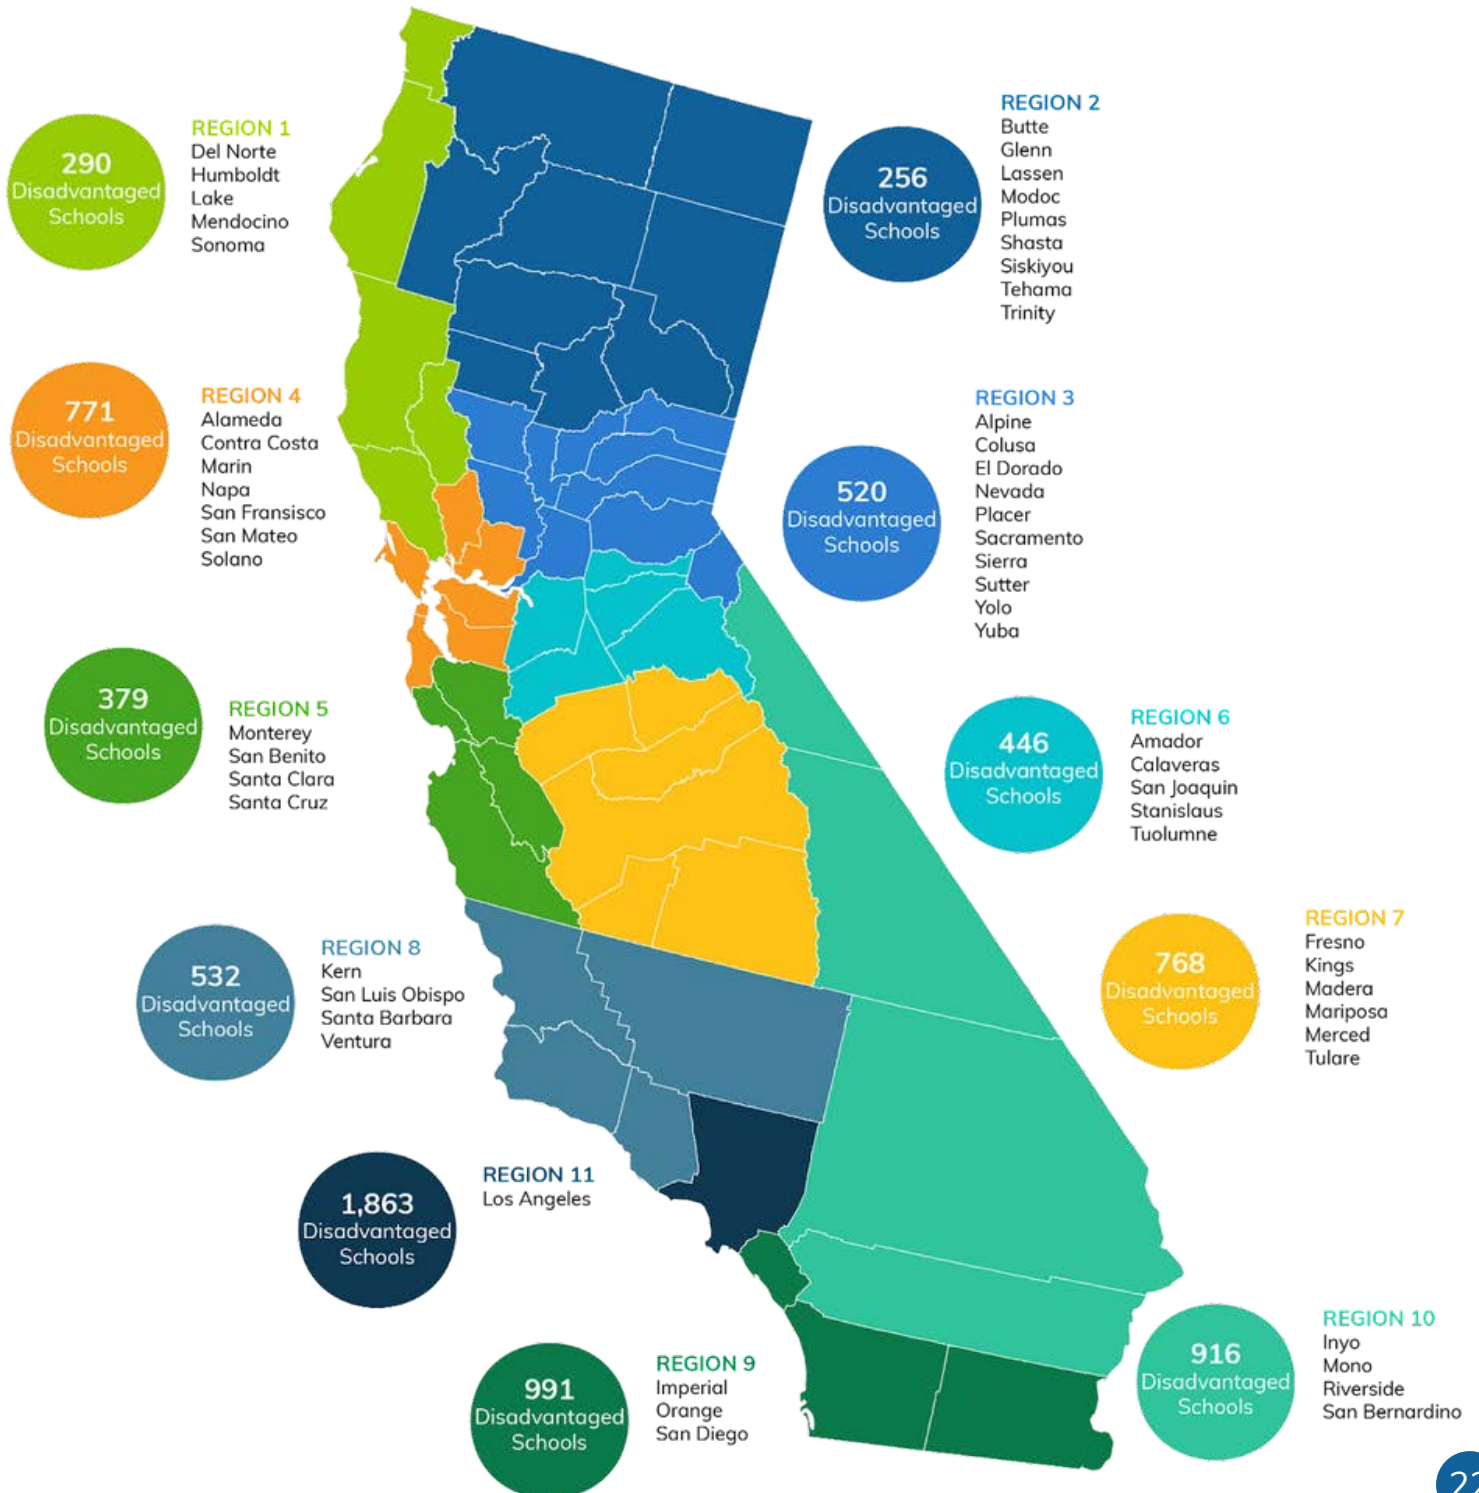 290
Disadvantaged
Schools
REGION 1
Del Norte
Humboldt
Lake
Mendocino
Sonoma
256
Disadvantaged
Schools
REGION 2
Butte
Glenn
Lassen
Modoc
Plumas
Shasta
Siskiyou
Tehama
Trinity
771
Disadvantaged
Schools
REGION 4
Alameda
Contra Costa
Marin
Napa
San Fransisco
San Mateo
Solano
520
Disadvantaged
Schools
REGION 3
Alpine
Colusa
El Dorado
Nevada
Placer
Sacramento
Sierra
Sutter
Yolo
Yuba
379
Disadvantaged
Schools
REGION 5
Monterey
San Benito
Santa Clara
Santa Cruz
446
Disadvantaged
Schools
REGION 6
Amador
Calaveras
San Joaquin
Stanislaus
Tuolumne
532
Disadvantaged
Schools
REGION 8
Kern
San Luis Obispo
Santa Barbara
Ventura
768
Disadvantaged
Schools
REGION 7
Fresno
Kings
Madera
Mariposa
Merced
Tulare
1,863
Disadvantaged
Schools
REGION 11
Los Angeles
991
Disadvantaged
Schools
REGION 9
Imperial
Orange
San Diego
916
Disadvantaged
Schools
REGION 10
Inyo
Mono
Riverside
San Bernardino